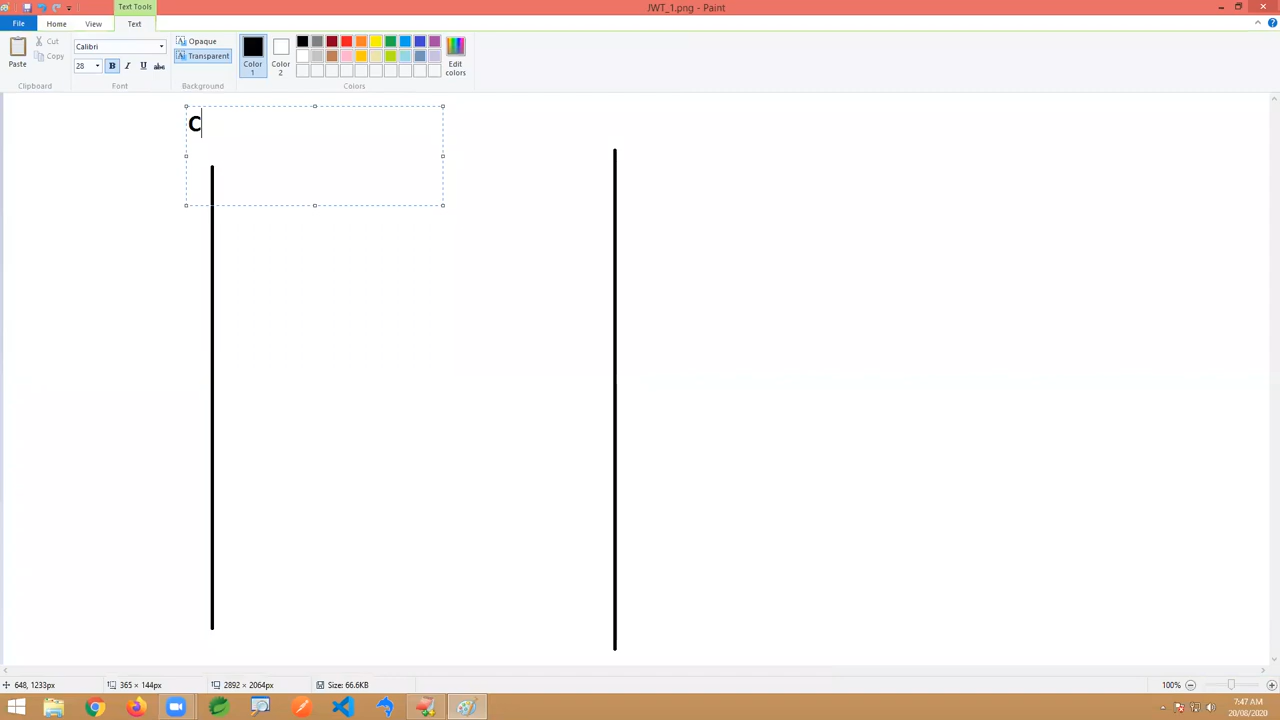 JWT_1.png - Paint
Text Tools
File
Home
View
Text
Paste
Cut
Copy
Clipboard
Calibri
28
B
I
U
abc
Font
A
Opaque
A
Transparent
Background
Color
1
Color
2
Edit
colors
Colors
C
648, 1233px
365 × 144px
2892 × 2064px
Size: 66.6KB
100%
7:47 AM
20/08/2020